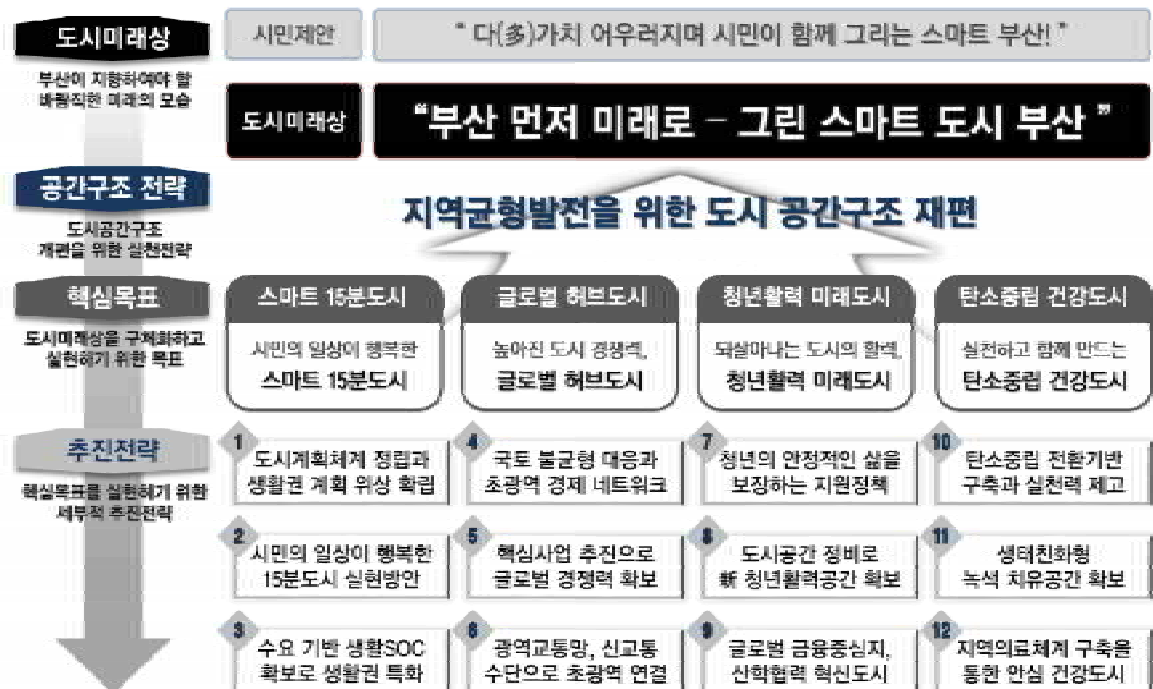 도시미래상
부산이 지향하여야 할
바람직한 미래의 모습
시민제안
“ 다(多)가치 어우러지며 시민이 함께 그리는 스마트 부산! ”
도시미래상
“부산 먼저 미래로 – 그린 스마트 도시 부산 ”
공간구조 전략
도시공간구조
개편을 위한 실천전략
지역균형발전을 위한 도시 공간구조 재편
핵심목표
도시미래상을 구체화하고
실현하기 위한 목표
스마트 15분도시
시민의 일상이 행복한
스마트 15분도시
글로벌 허브도시
높아진 도시 경쟁력,
글로벌 허브도시
청년활력 미래도시
되살아나는 도시의 활력,
청년활력 미래도시
탄소중립 건강도시
실천하고 함께 만드는
탄소중립 건강도시
추진전략
핵심목표를 실현하기 위한
세부적 추진전략
1
도시계획체계 정립과
생활권 계획 위상 확립
4
국토 불균형 대응과
초광역 경제 네트워크
7
청년의 안정적인 삶을
보장하는 지원정책
10
탄소중립 전환기반
구축과 실천력 제고
2
시민의 일상이 행복한
15분도시 실현방안
5
핵심사업 추진으로
글로벌 경쟁력 확보
8
도시공간 정비로
新 청년활력공간 확보
11
생태친화형
녹색 치유공간 확보
3
수요 기반 생활SOC
확보로 생활권 특화
6
광역교통망, 신교통
수단으로 초광역 연결
9
글로벌 금융중심지,
산학협력 혁신도시
12
지역의료체계 구축을
통한 안심 건강도시